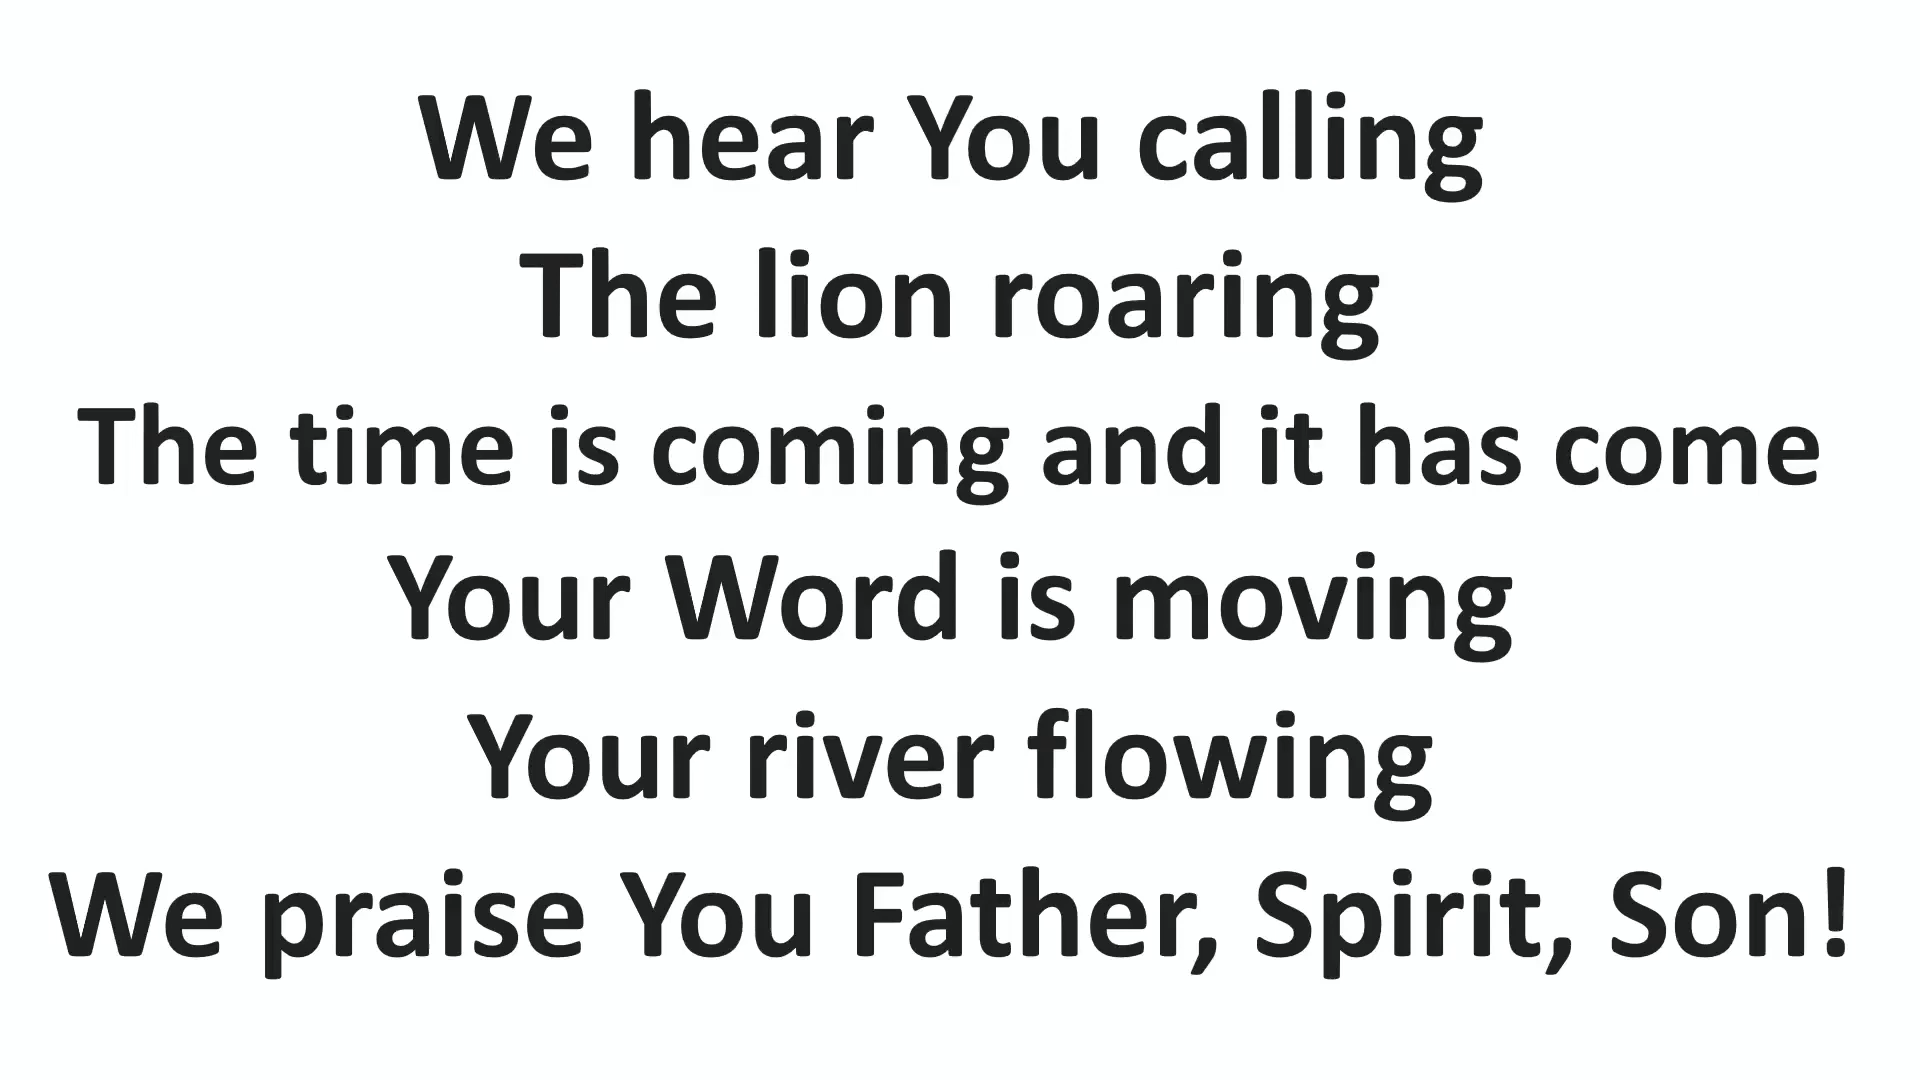 We hear You calling
The lion roaring
The time is coming and it has come
Your Word is moving
Your river flowing
We praise You Father, Spirit, Son!